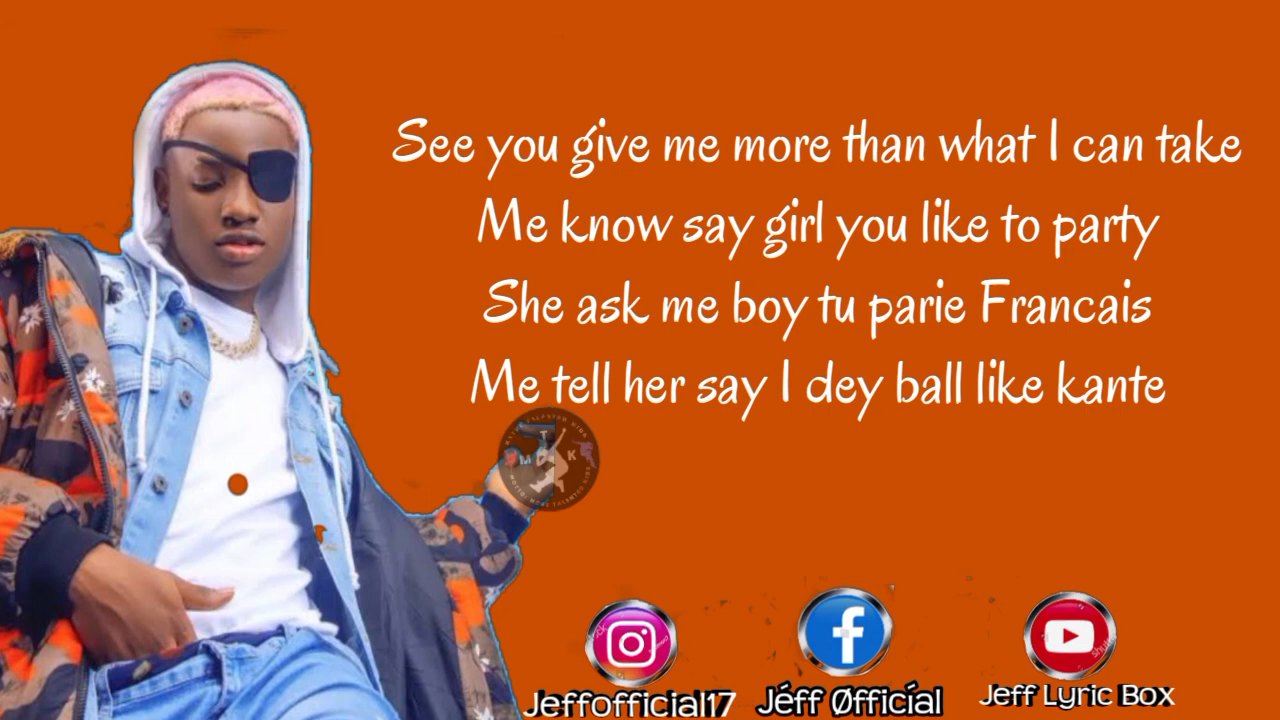 See you give me more than what I can take
Me know say girl you like to party
She ask me boy tu parie Francais
Me tell her say I dey ball like kante
M K
Jeffofficial17
Jéff Øfficíal
Jeff Lyric Box